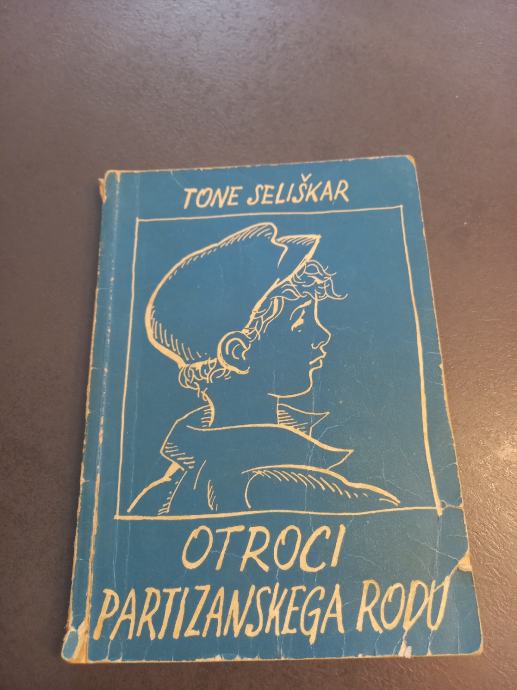 TONE SELIŠKAR
OTROCI
PARTIZANSKEGA RODU